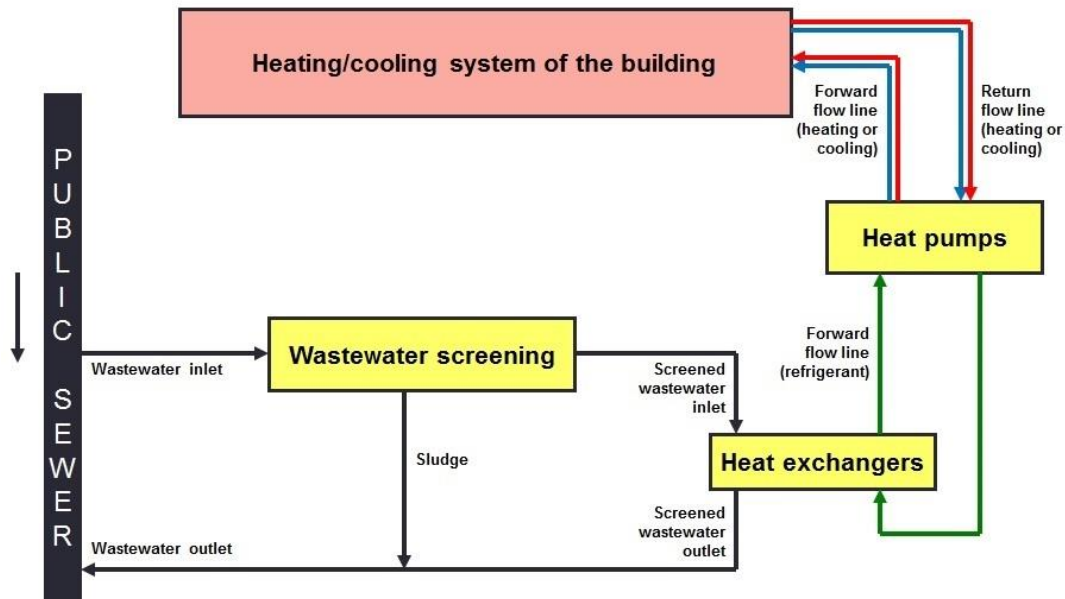 Heating/cooling system of the building
Forward
flow line
(heating or
cooling)
Return
flow line
(heating or
cooling)
PUBLIC SEWER
Heat pumps
Wastewater screening
Wastewater inlet
Screened
wastewater
inlet
Forward
flow line
(refrigerant)
Sludge
Heat exchangers
Screened
wastewater
outlet
Wastewater outlet